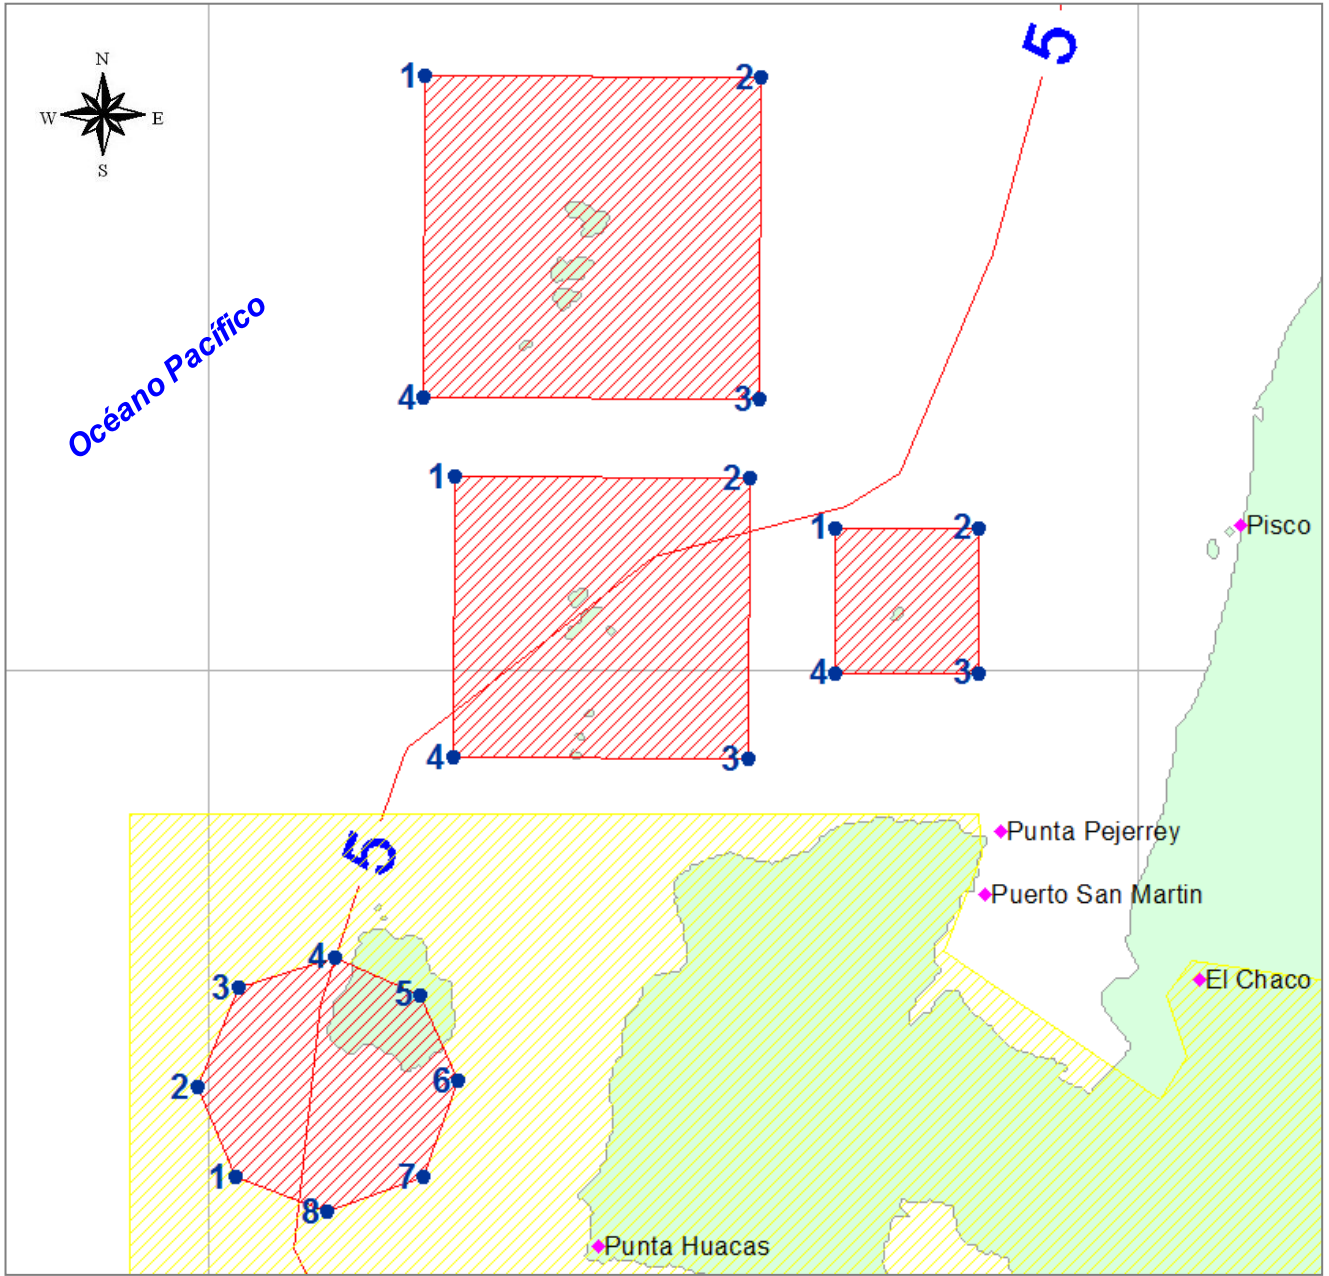 5
N
W E
S
1 2
Océano Pacífico
4 3
1 2
1 2
Pisco
4 3
4 3
5
Punta Pejerrey
Puerto San Martin
4
3 5
El Chaco
2 6
1 7
8
Punta Huacas